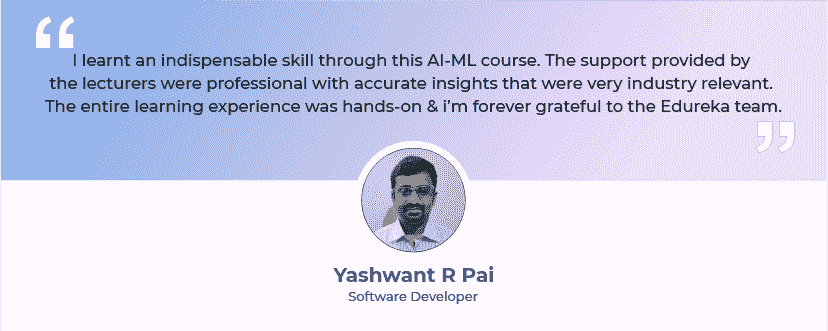 I learnt an indispensable skill through this AI-ML course. The support provided by
the lecturers were professional with accurate insights that were very industry relevant.
The entire learning experience was hands-on & i'm forever grateful to the Edureka team.
Yashwant R Pai
Software Developer